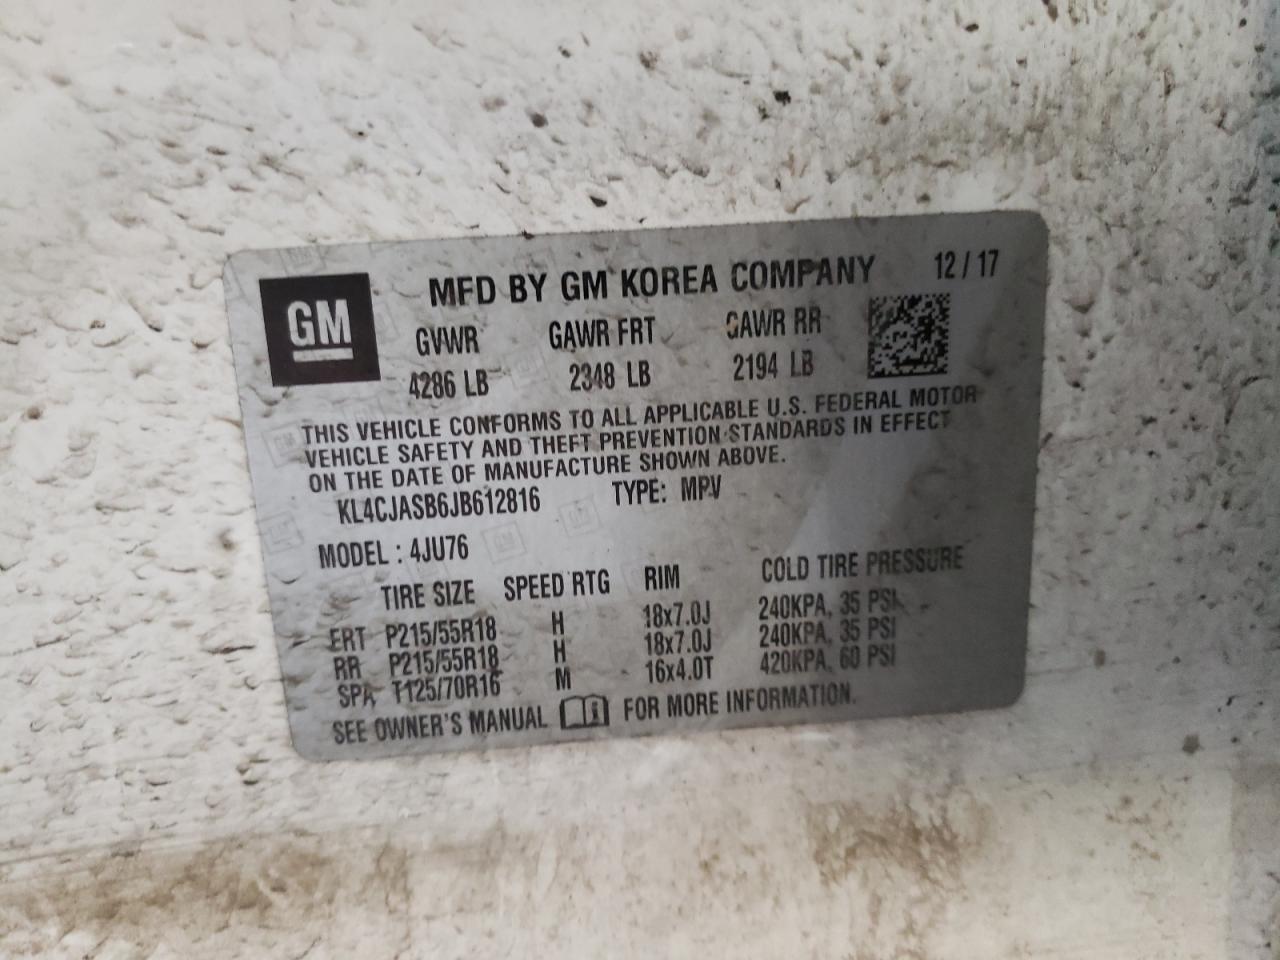 GM
MFD BY GM KOREA COMPANY 12/17
GVWR GAWR FRT GAWR RR
4286 LB 2348 LB 2194 LB
THIS VEHICLE CONFORMS TO ALL APPLICABLE U.S. FEDERAL MOTOR
VEHICLE SAFETY AND THEFT PREVENTION STANDARDS IN EFFECT
ON THE DATE OF MANUFACTURE SHOWN ABOVE.
KL4CJASB6JB612816 TYPE: MPV
MODEL : 4JU76
TIRE SIZE SPEED RTG RIM COLD TIRE PRESSURE
FRT P215/55R18 H 18x7.0J 240KPA, 35 PSI
RR P215/55R18 H 18x7.0J 240KPA, 35 PSI
SPA T125/70R16 M 16x4.0T 420KPA, 60 PSI
SEE OWNER'S MANUAL FOR MORE INFORMATION.